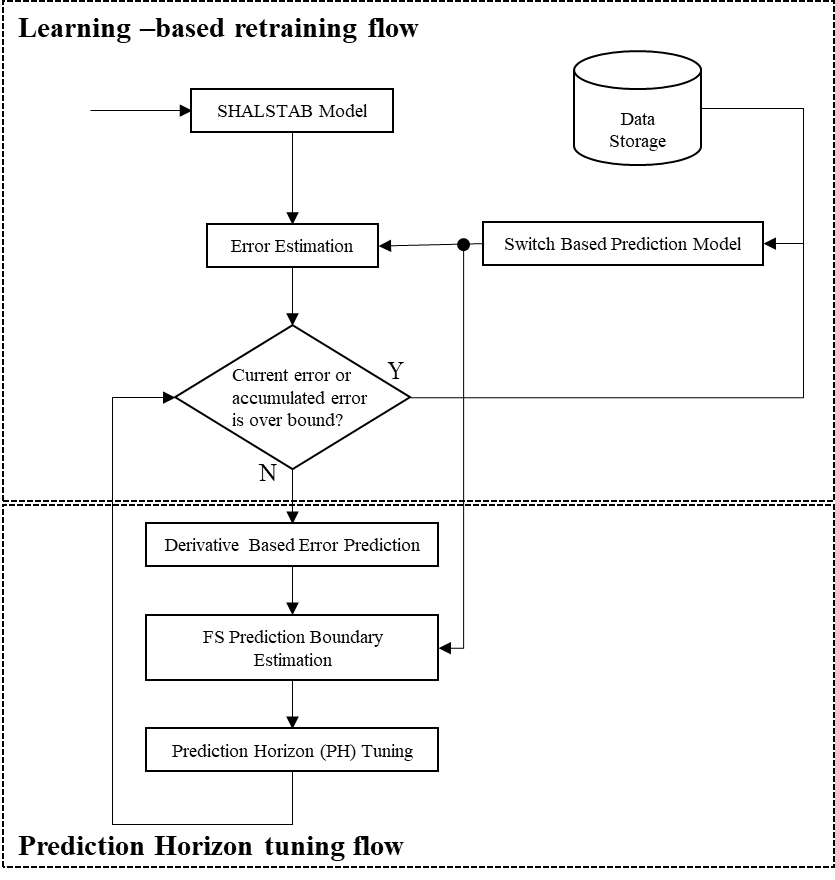 Learning –based retraining flow
SHALSTAB Model
Data
Storage
Error Estimation
Switch Based Prediction Model
Current error or
accumulated error
is over bound?
Y
N
Derivative Based Error Prediction
FS Prediction Boundary
Estimation
Prediction Horizon (PH) Tuning
Prediction Horizon tuning flow